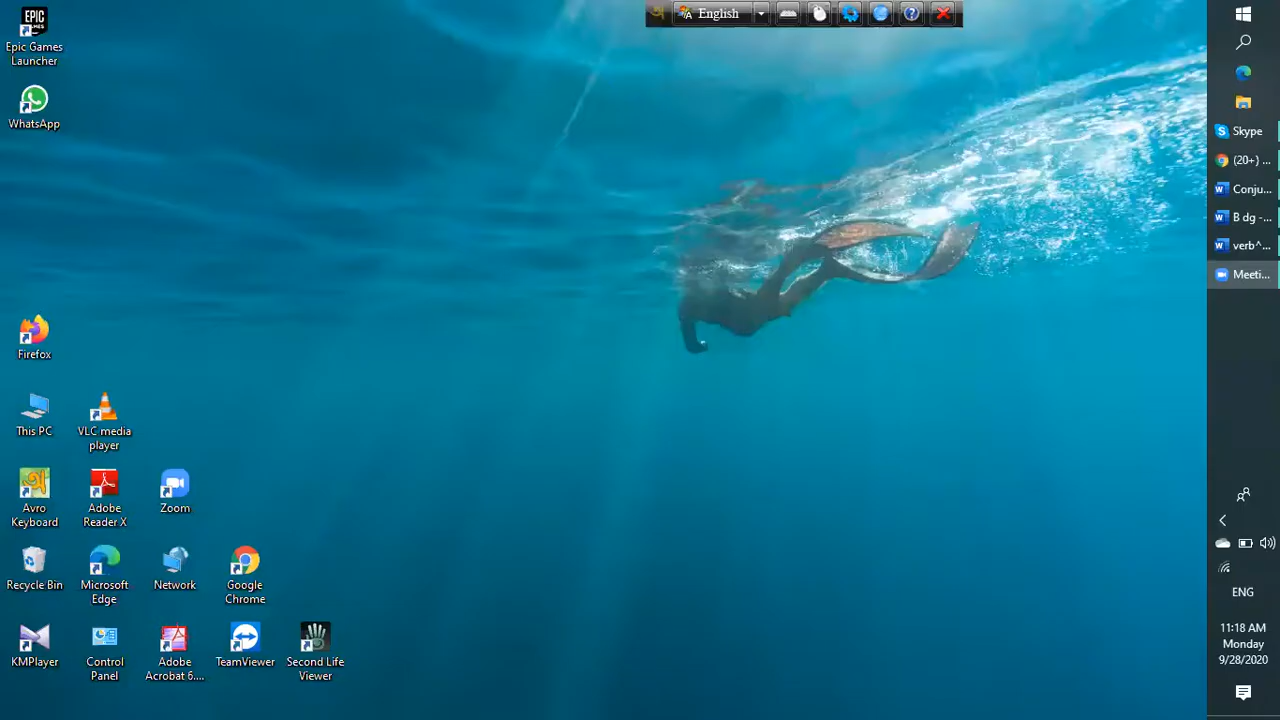 English
Epic Games
Launcher
WhatsApp
Firefox
This PC
VLC media
player
Avro
Keyboard
Adobe
Reader X
Zoom
Recycle Bin
Microsoft
Edge
Network
Google
Chrome
KMPlayer
Control
Panel
Adobe
Acrobat 6....
TeamViewer
Second Life
Viewer
Skype
(20+) ...
Conju...
B dg -...
verb^...
Meeti...
ENG
11:18 AM
Monday
9/28/2020